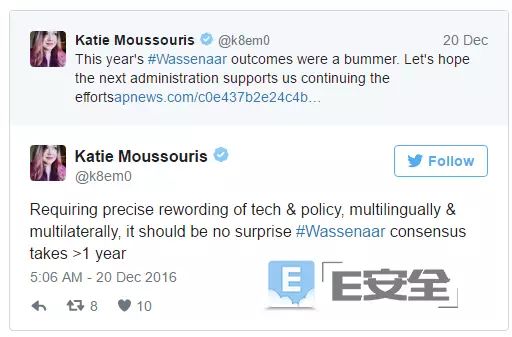 Katie Moussouris @k8em0 20 Dec
This year's #Wassenaar outcomes were a bummer. Let's hope
the next administration supports us continuing the
effortsapnews.com/c0e437b2e24c4b…
Katie Moussouris
@k8em0
Follow
Requiring precise rewording of tech & policy, multilingually &
multilaterally, it should be no surprise #Wassenaar consensus
takes >1 year
5:06 AM - 20 Dec 2016
8 10
E E安全